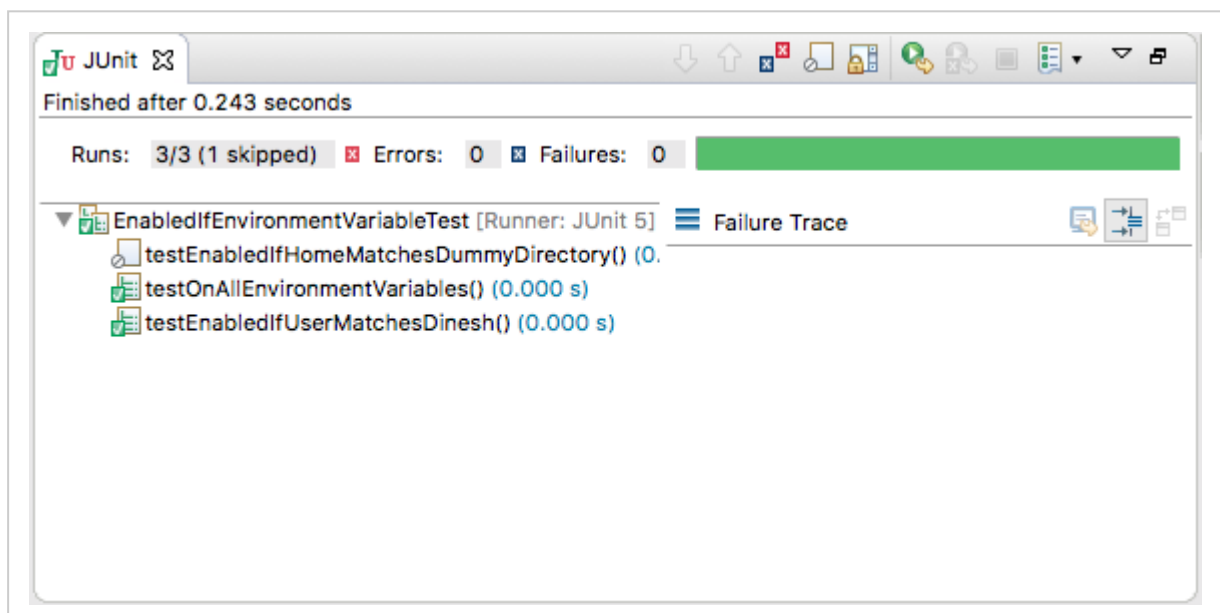 JUnit
Finished after 0.243 seconds
Runs: 3/3 (1 skipped) Errors: 0 Failures: 0
EnabledIfEnvironmentVariableTest [Runner: JUnit 5] Failure Trace
testEnabledIfHomeMatchesDummyDirectory() (0.
testOnAllEnvironmentVariables() (0.000 s)
testEnabledIfUserMatchesDinesh() (0.000 s)